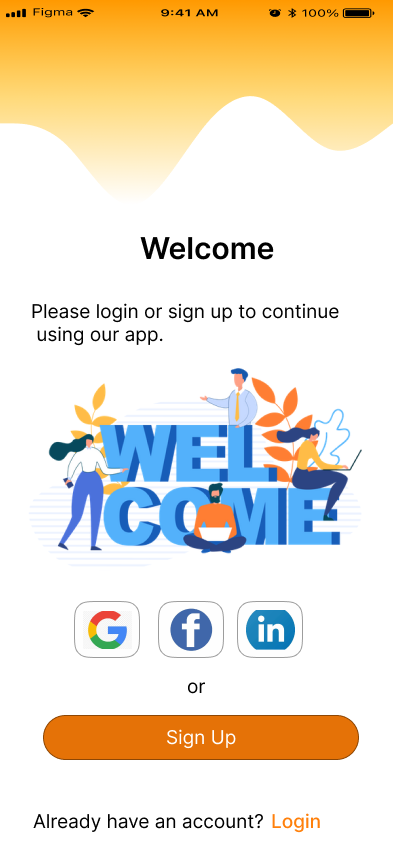 Figma 9:41 AM 100%
Welcome
Please login or sign up to continue
using our app.
WEL
COME
G f in
or
Sign Up
Already have an account? Login